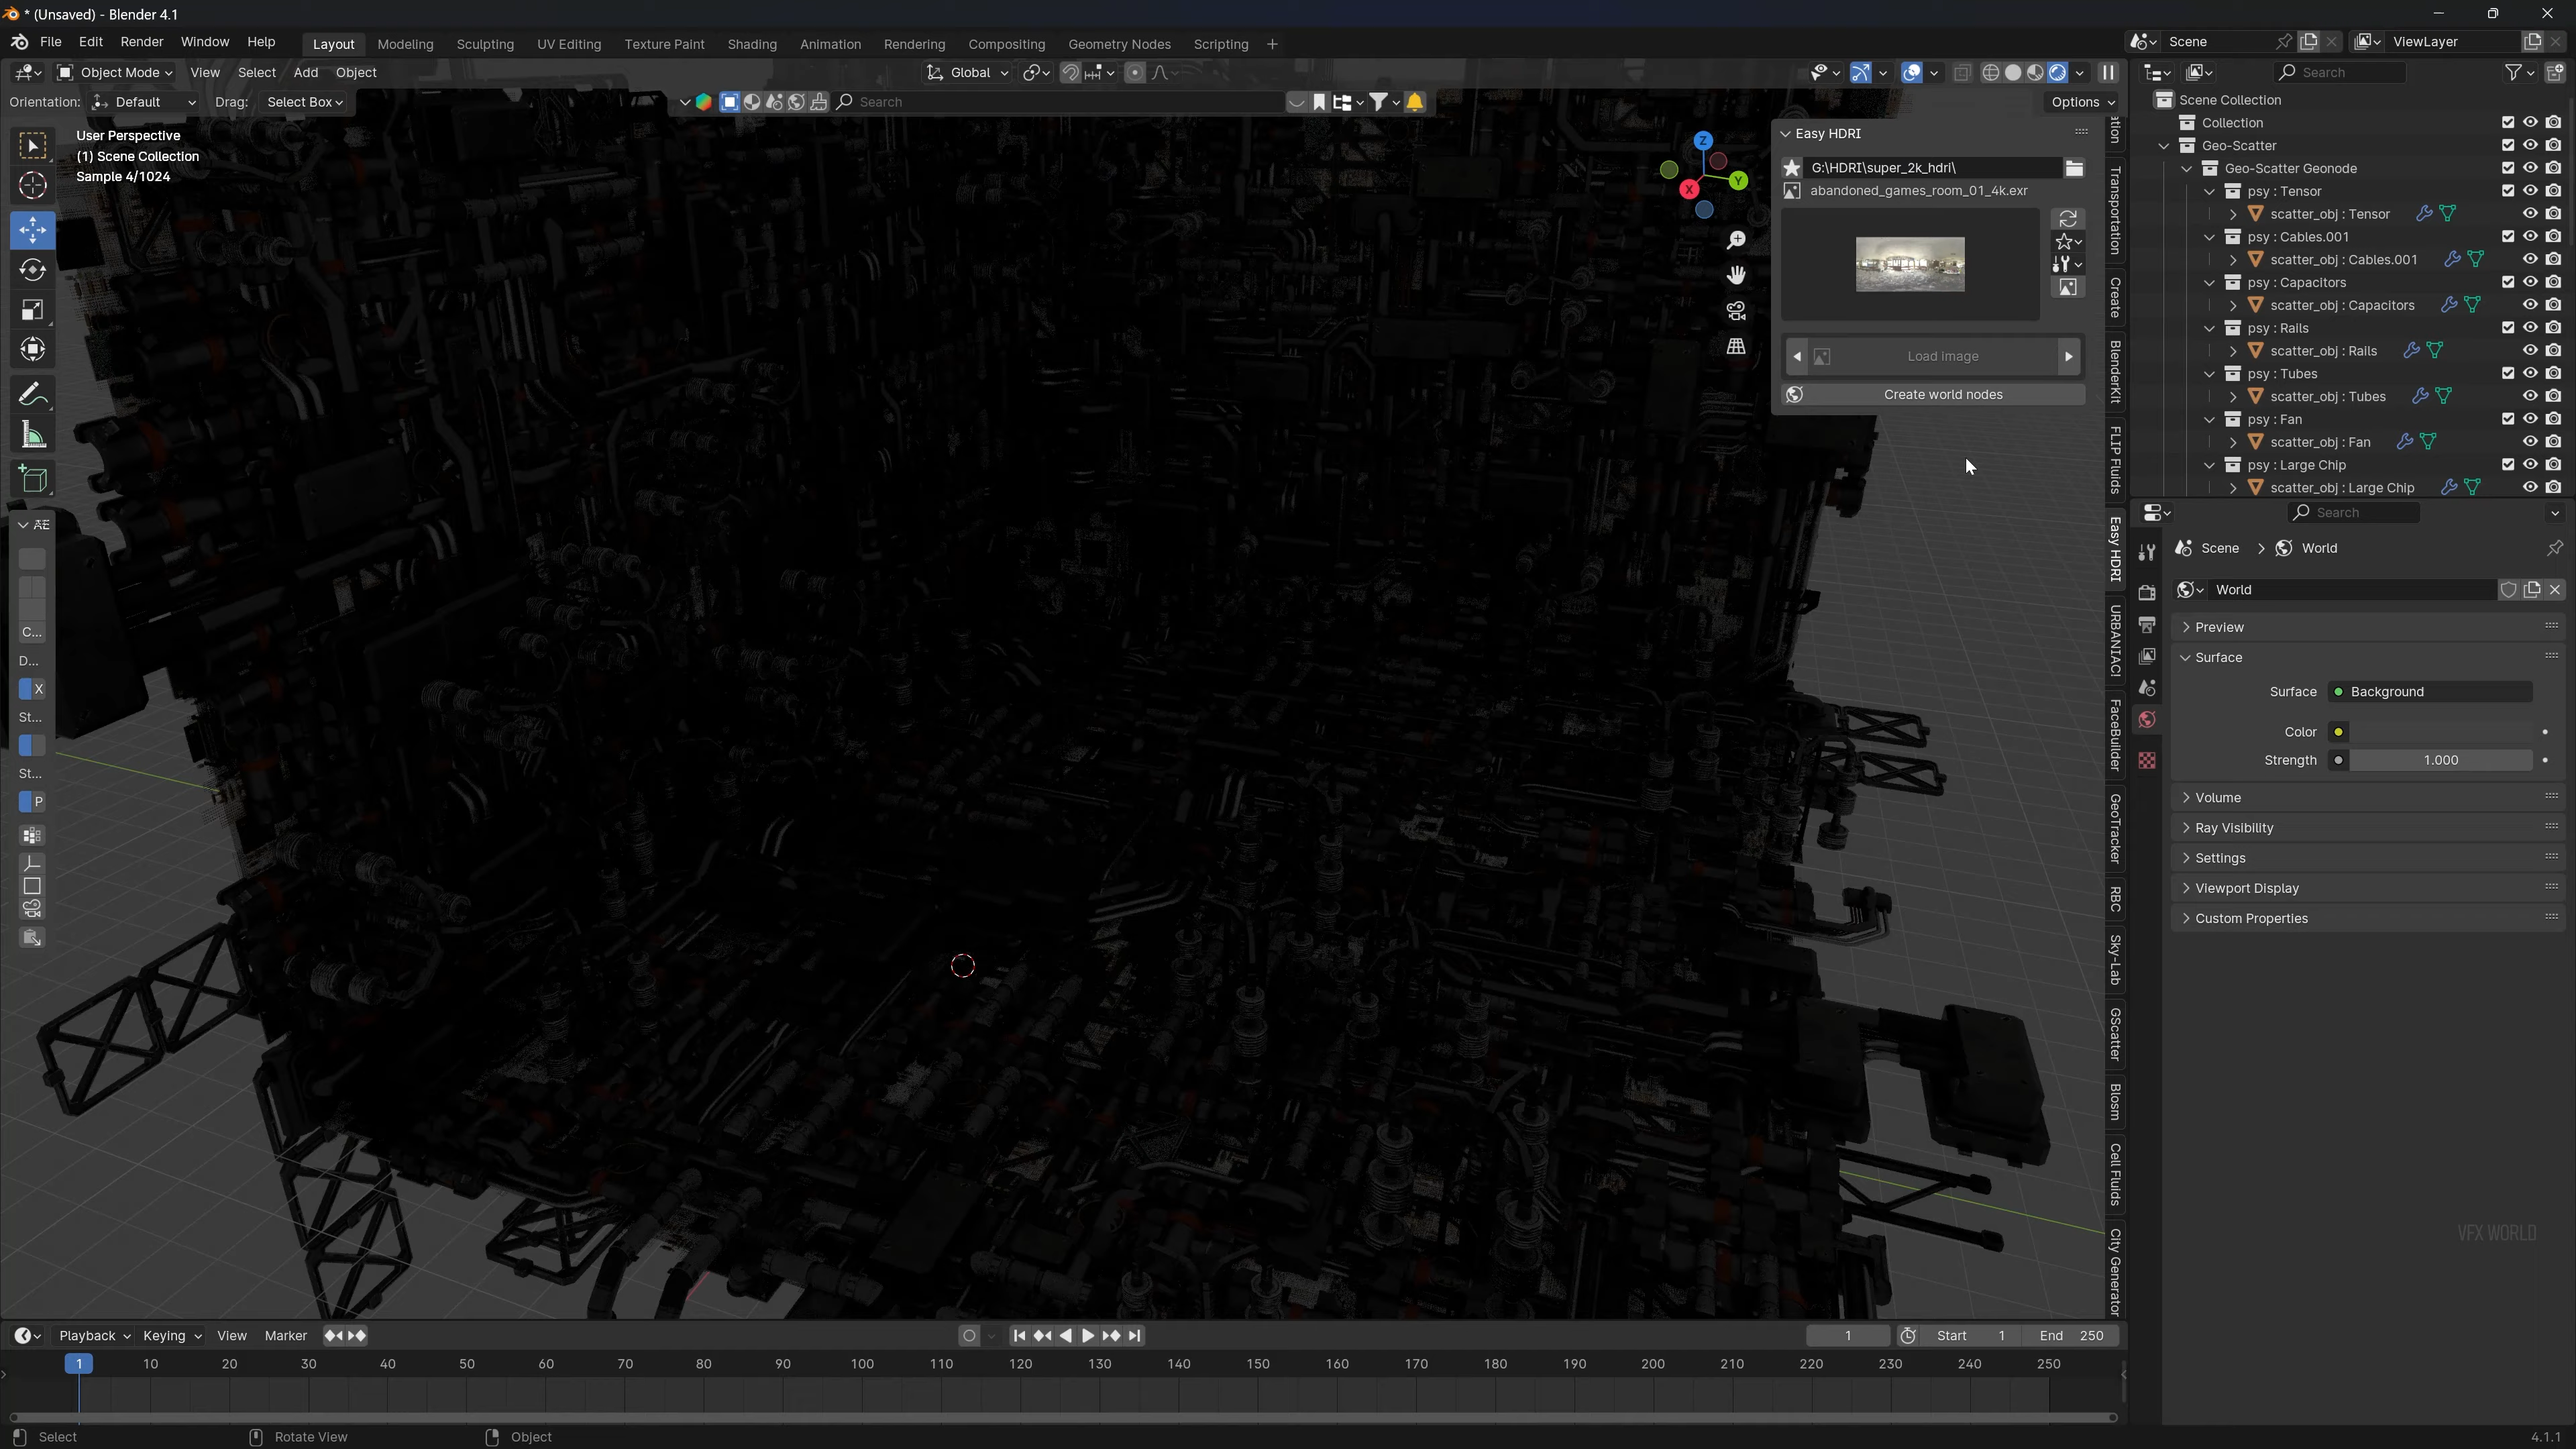 * (Unsaved) - Blender 4.1
File Edit Render Window Help
Layout Modeling Sculpting UV Editing Texture Paint Shading Animation Rendering Compositing Geometry Nodes Scripting +
Scene
ViewLayer
Object Mode View Select Add Object
Global
Search
Orientation: Default Drag: Select Box
Search
Options
User Perspective
(1) Scene Collection
Sample 4/1024
Z
Y
X
Easy HDRI
G:\HDRI\super_2k_hdri\
abandoned_games_room_01_4k.exr
Load Image
Create world nodes
Transportation
Create
BlenderKit
FLIP Fluids
Easy HDRI
URBANIAC!
FaceBuilder
GeoTracker
RBC
Sky-Lab
GScatter
Blosm
Cell Fluids
City Generator
AE
C...
D...
X
St...
St...
P
Scene Collection
Collection
Geo-Scatter
Geo-Scatter Geonode
psy : Tensor
scatter_obj : Tensor
psy : Cables.001
scatter_obj : Cables.001
psy : Capacitors
scatter_obj : Capacitors
psy : Rails
scatter_obj : Rails
psy : Tubes
scatter_obj : Tubes
psy : Fan
scatter_obj : Fan
psy : Large Chip
scatter_obj : Large Chip
Search
Scene > World
World
Preview
Surface
Surface Background
Color
Strength 1.000
Volume
Ray Visibility
Settings
Viewport Display
Custom Properties
VFX WORLD
Playback Keying View Marker
1 Start 1 End 250
1 10 20 30 40 50 60 70 80 90 100 110 120 130 140 150 160 170 180 190 200 210 220 230 240 250
Select Rotate View Object
4.1.1